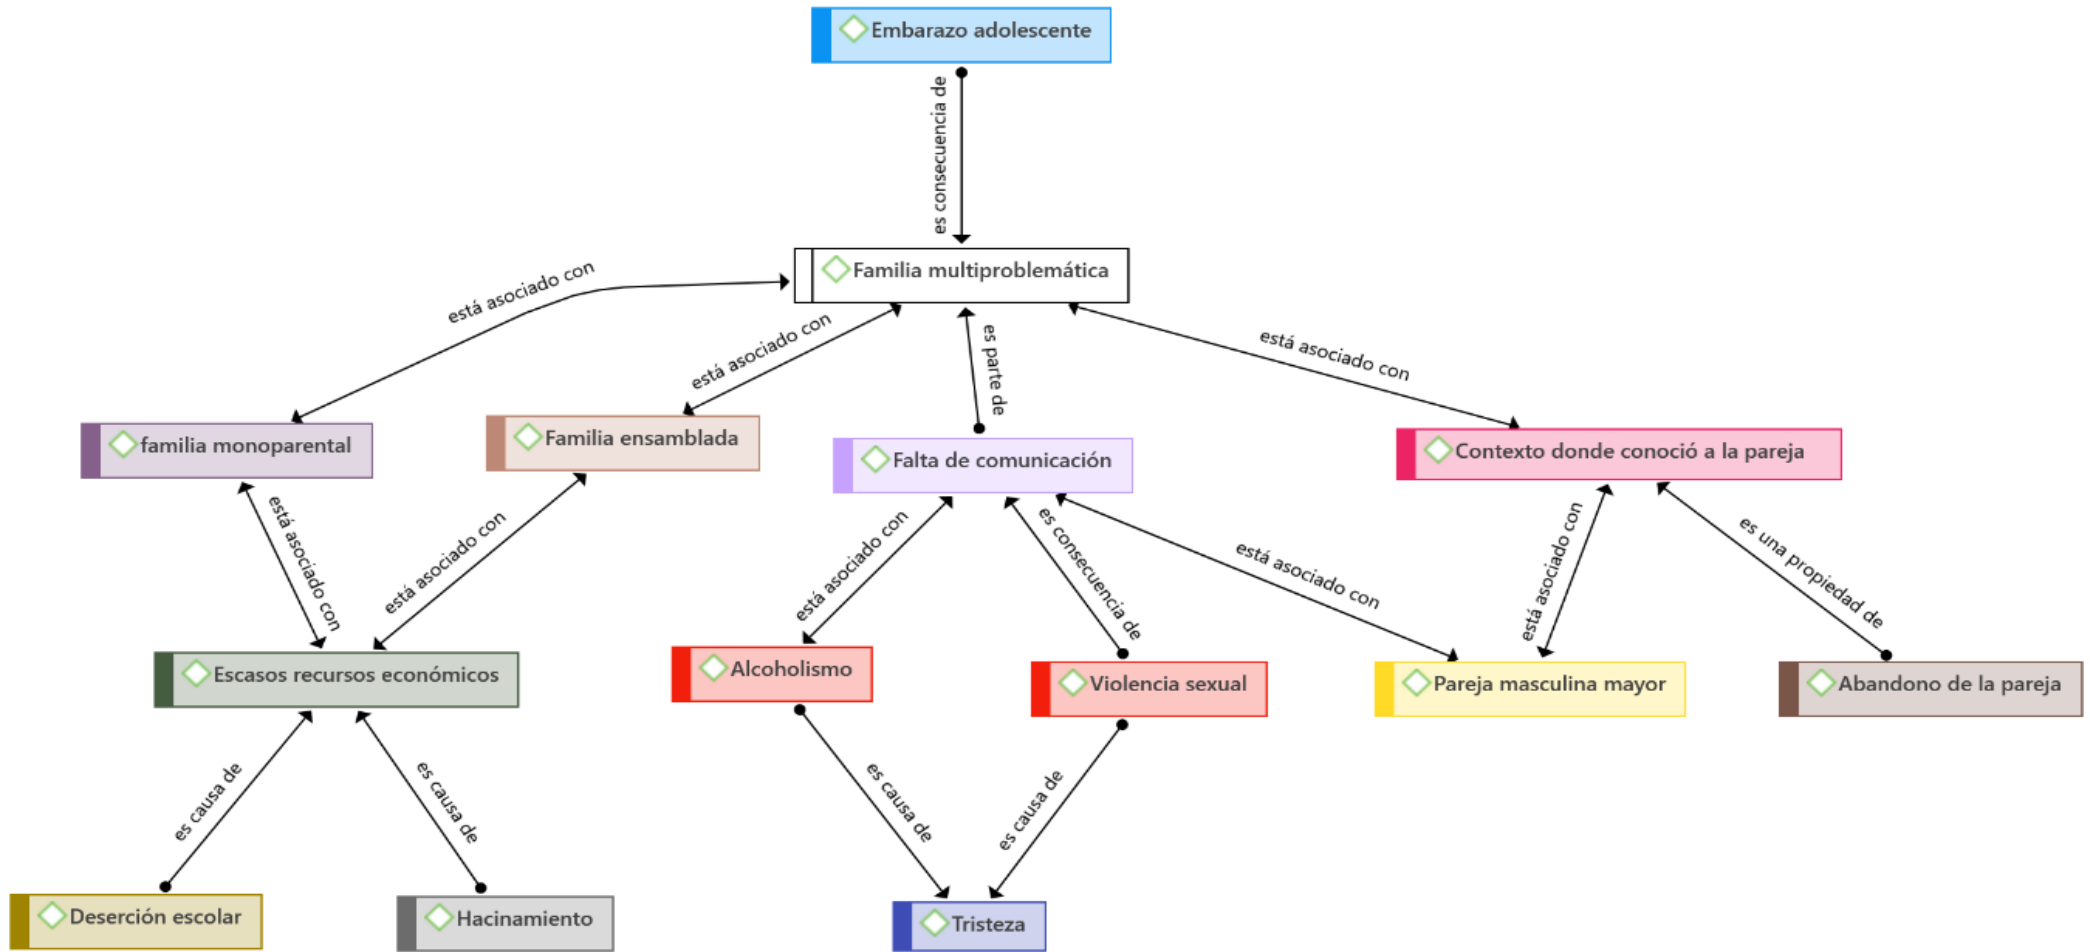 Embarazo adolescente
es consecuencia de
Familia multiproblemática
está asociado con
está asociado con
es parte de
está asociado con
familia monoparental
Familia ensamblada
Falta de comunicación
Contexto donde conoció a la pareja
está asociado con
está asociado con
está asociado con
es consecuencia de
está asociado con
está asociado con
es una propiedad de
Escasos recursos económicos
Alcoholismo
Violencia sexual
Pareja masculina mayor
Abandono de la pareja
es causa de
es causa de
es causa de
es causa de
Deserción escolar
Hacinamiento
Tristeza